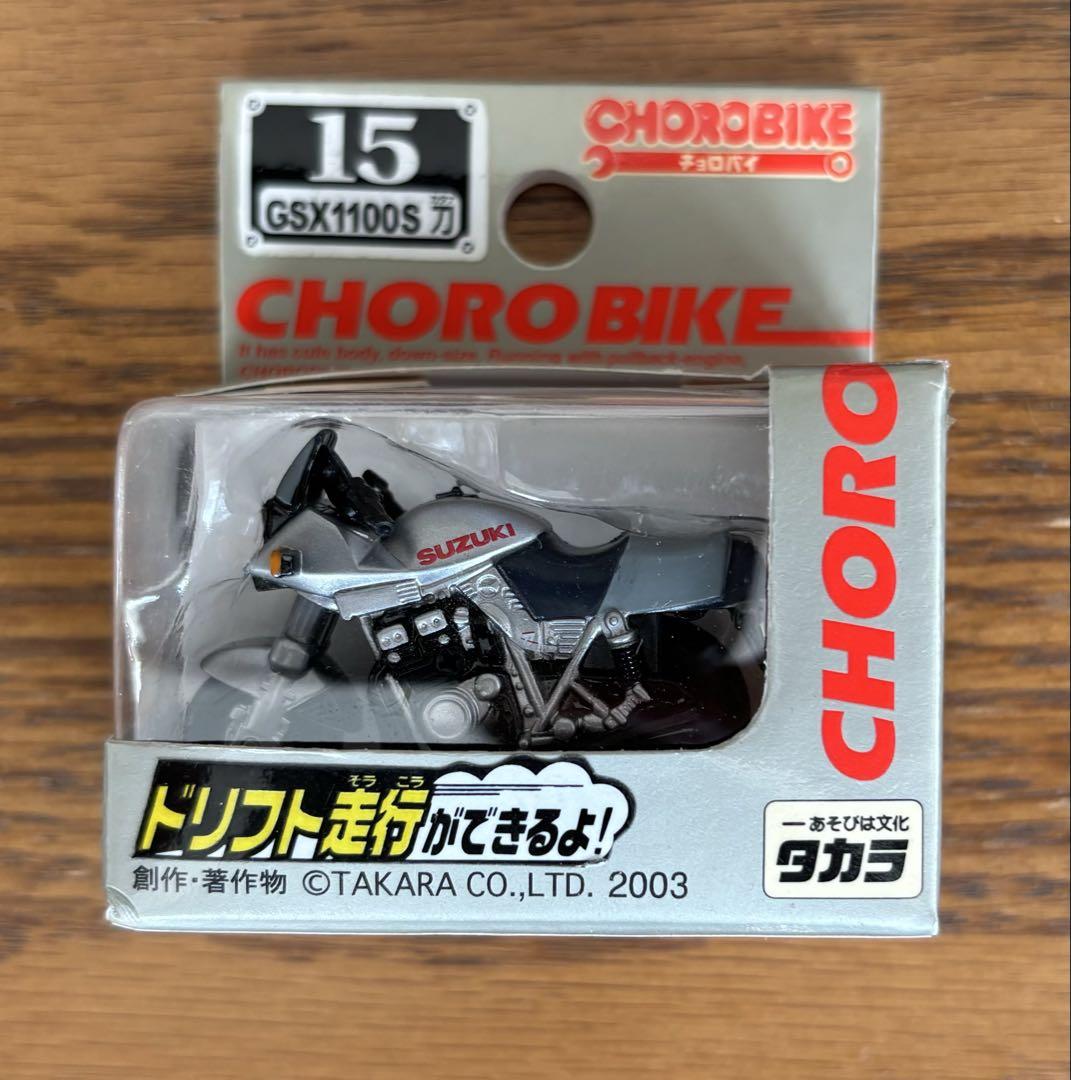 15
GSX1100S 刀
カタナ
CHOROBIKE
チョロバイ
CHORO BIKE
It has cute body, down-size. Running with pullback-engine.
SUZUKI
CHORO
そう こう
ドリフト走行ができるよ!
創作・著作物 ©TAKARA CO.,LTD. 2003
ーあそびは文化
タカラ